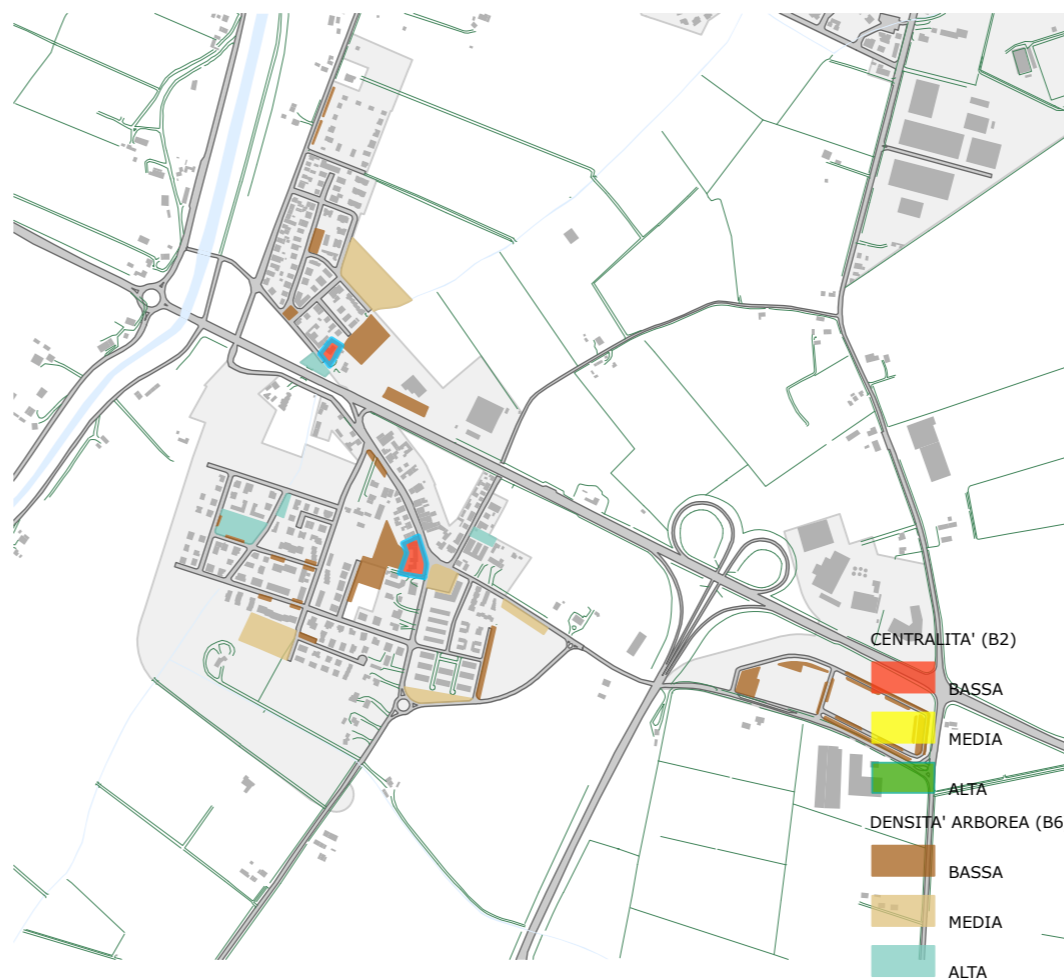 CENTRALITA' (B2)
BASSA
MEDIA
ALTA
DENSITA' ARBOREA (B6
BASSA
MEDIA
ALTA